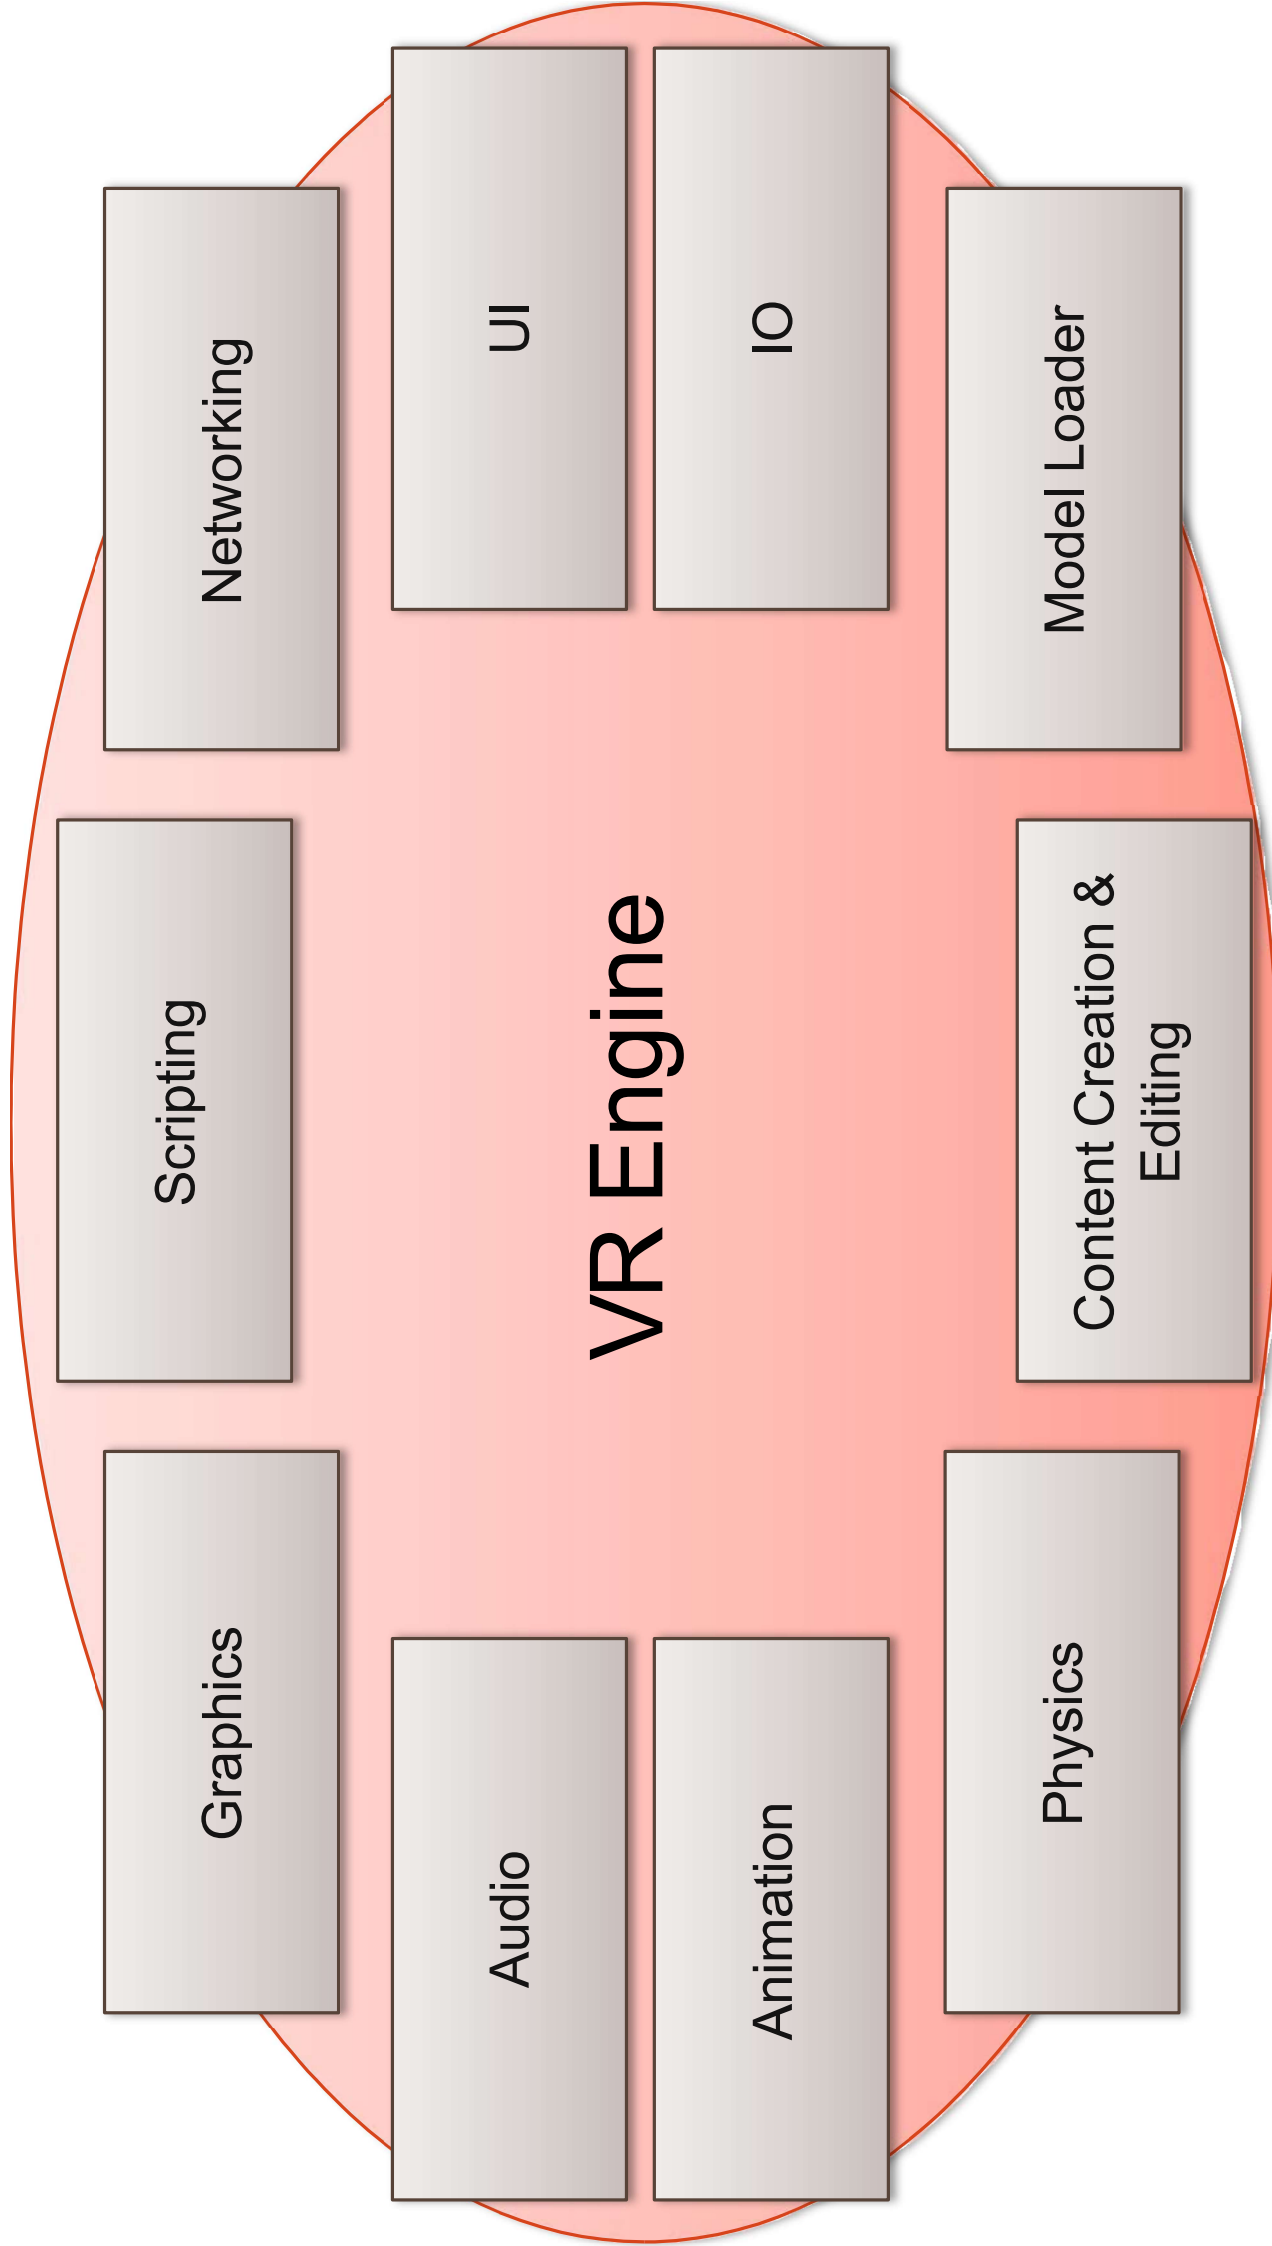 Graphics
Scripting
Networking
Audio
UI
VR Engine
Animation
IO
Physics
Content Creation &
Editing
Model Loader